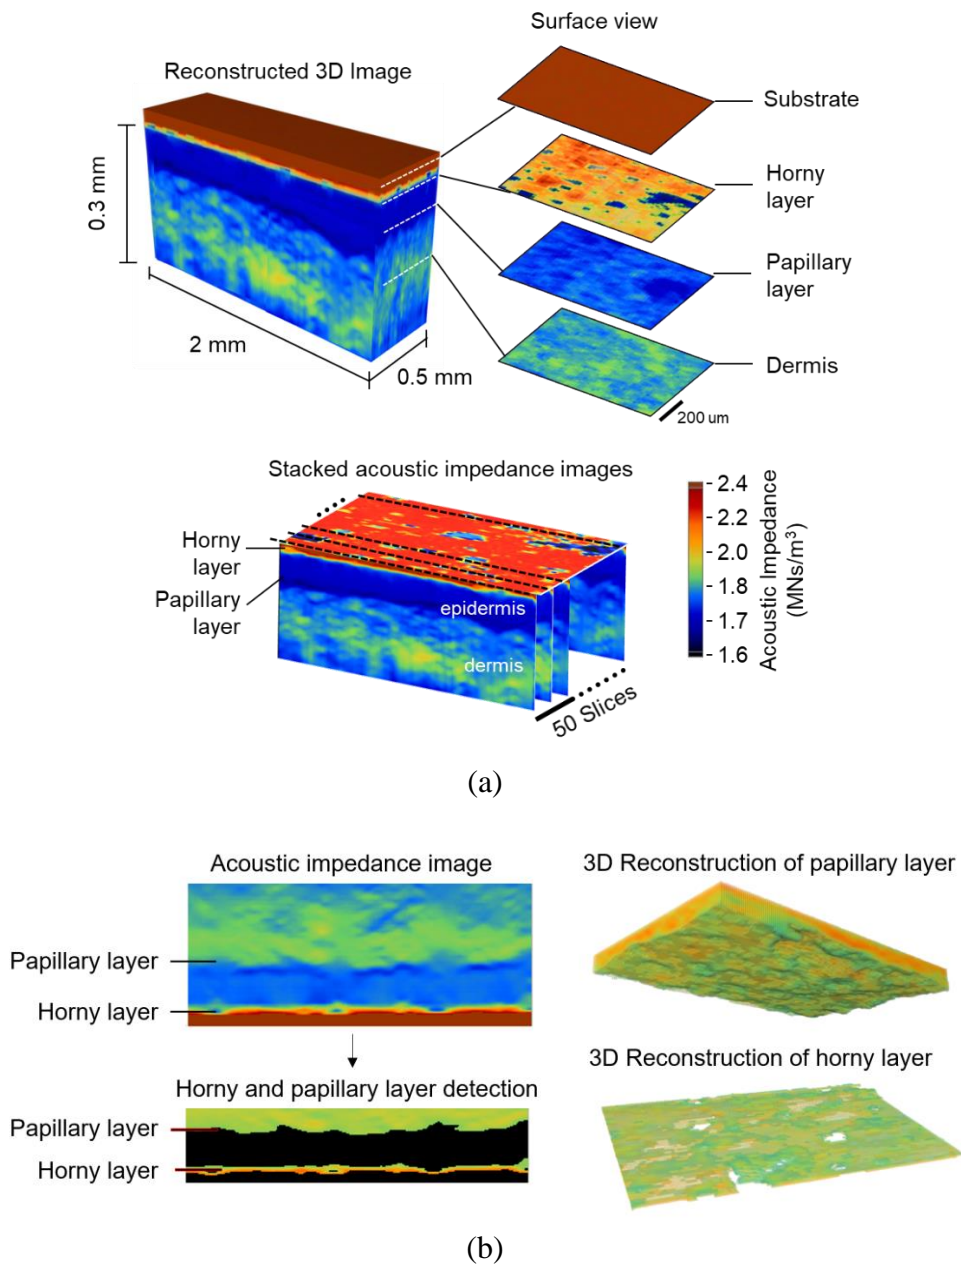 Surface view
Reconstructed 3D Image
Substrate
Horny
layer
Papillary
layer
Dermis
0.3 mm
2 mm
0.5 mm
200 um
Stacked acoustic impedance images
Horny
layer
Papillary
layer
epidermis
dermis
50 Slices
2.4
2.2
2.0
1.8
1.7
1.6
Acoustic Impedance
(MNs/m³)
(a)
Acoustic impedance image
Papillary layer
Horny layer
Horny and papillary layer detection
Papillary layer
Horny layer
3D Reconstruction of papillary layer
3D Reconstruction of horny layer
(b)